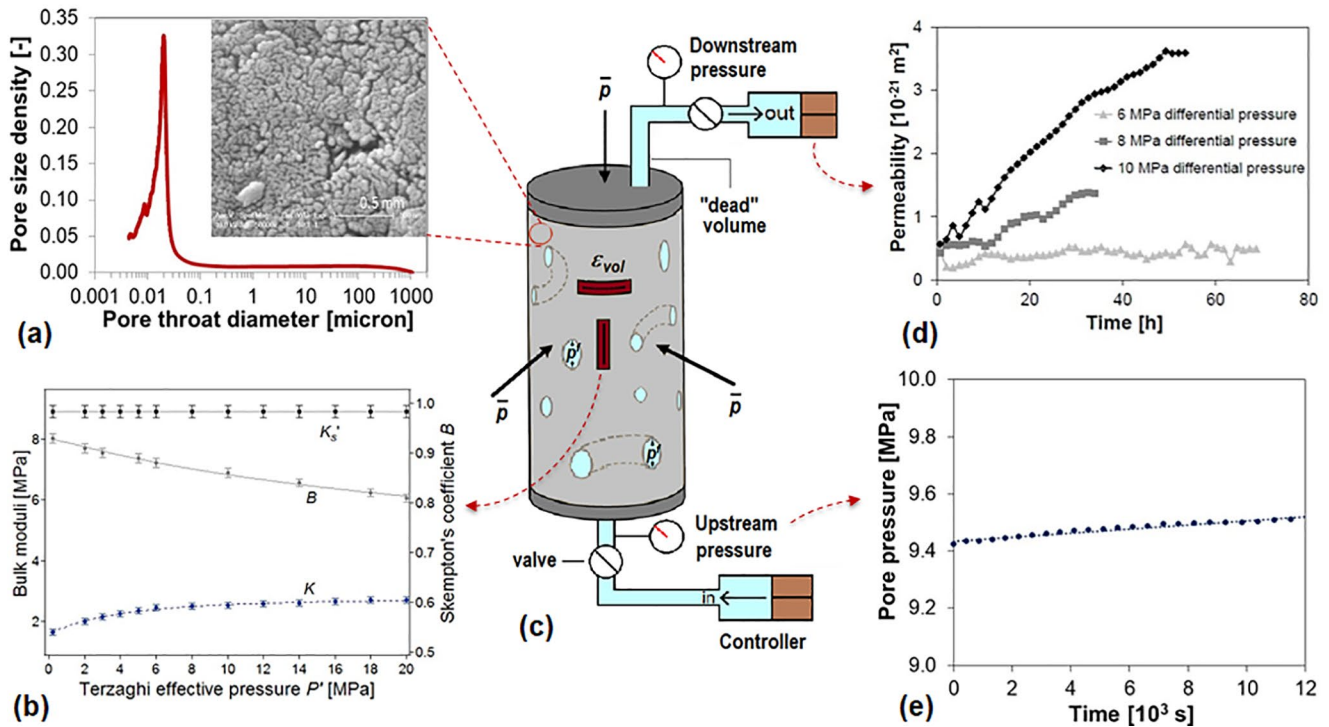 0.35
0.30
0.25
0.20
0.15
0.10
0.05
0.00
Pore size density [-]
0.5 mm
0.001
0.01
0.1
1
10
1000
Pore throat diameter [micron]
(a)
Bulk moduli [MPa]
8
6
4
2
K's
B
K
1.0
0.9
0.8
0.7
0.6
0.5
Skempton's coefficient B
0 2 4 6 8 10 12 14 16 18 20
Terzaghi effective pressure P' [MPa]
(b)
Downstream
pressure
p̄
out
"dead"
volume
εvol
pf
p̄
p̄
pf
Upstream
pressure
valve
in
Controller
(c)
Permeability [10⁻²¹ m²]
4
3
2
1
0
6 MPa differential pressure
8 MPa differential pressure
10 MPa differential pressure
0 20 40 60 80
Time [h]
(d)
Pore pressure [MPa]
10.0
9.8
9.6
9.4
9.2
9.0
0 2 4 6 8 10 12
Time [10³ s]
(e)